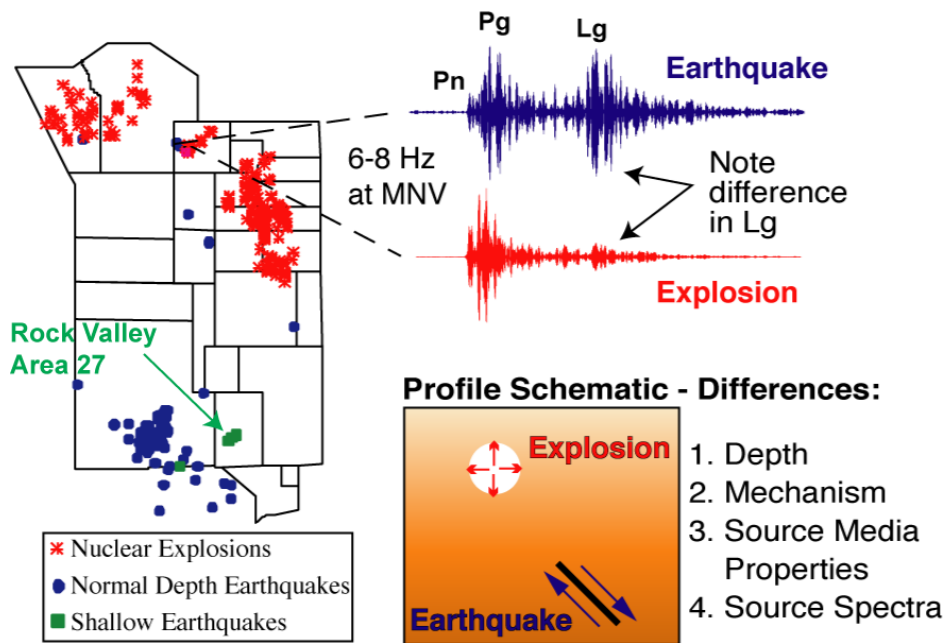 Pg
Lg
Pn
Earthquake
6-8 Hz
at MNV
Note
difference
in Lg
Explosion
Rock Valley
Area 27
Nuclear Explosions
Normal Depth Earthquakes
Shallow Earthquakes
Profile Schematic - Differences:
Explosion
Earthquake
1. Depth
2. Mechanism
3. Source Media
Properties
4. Source Spectra